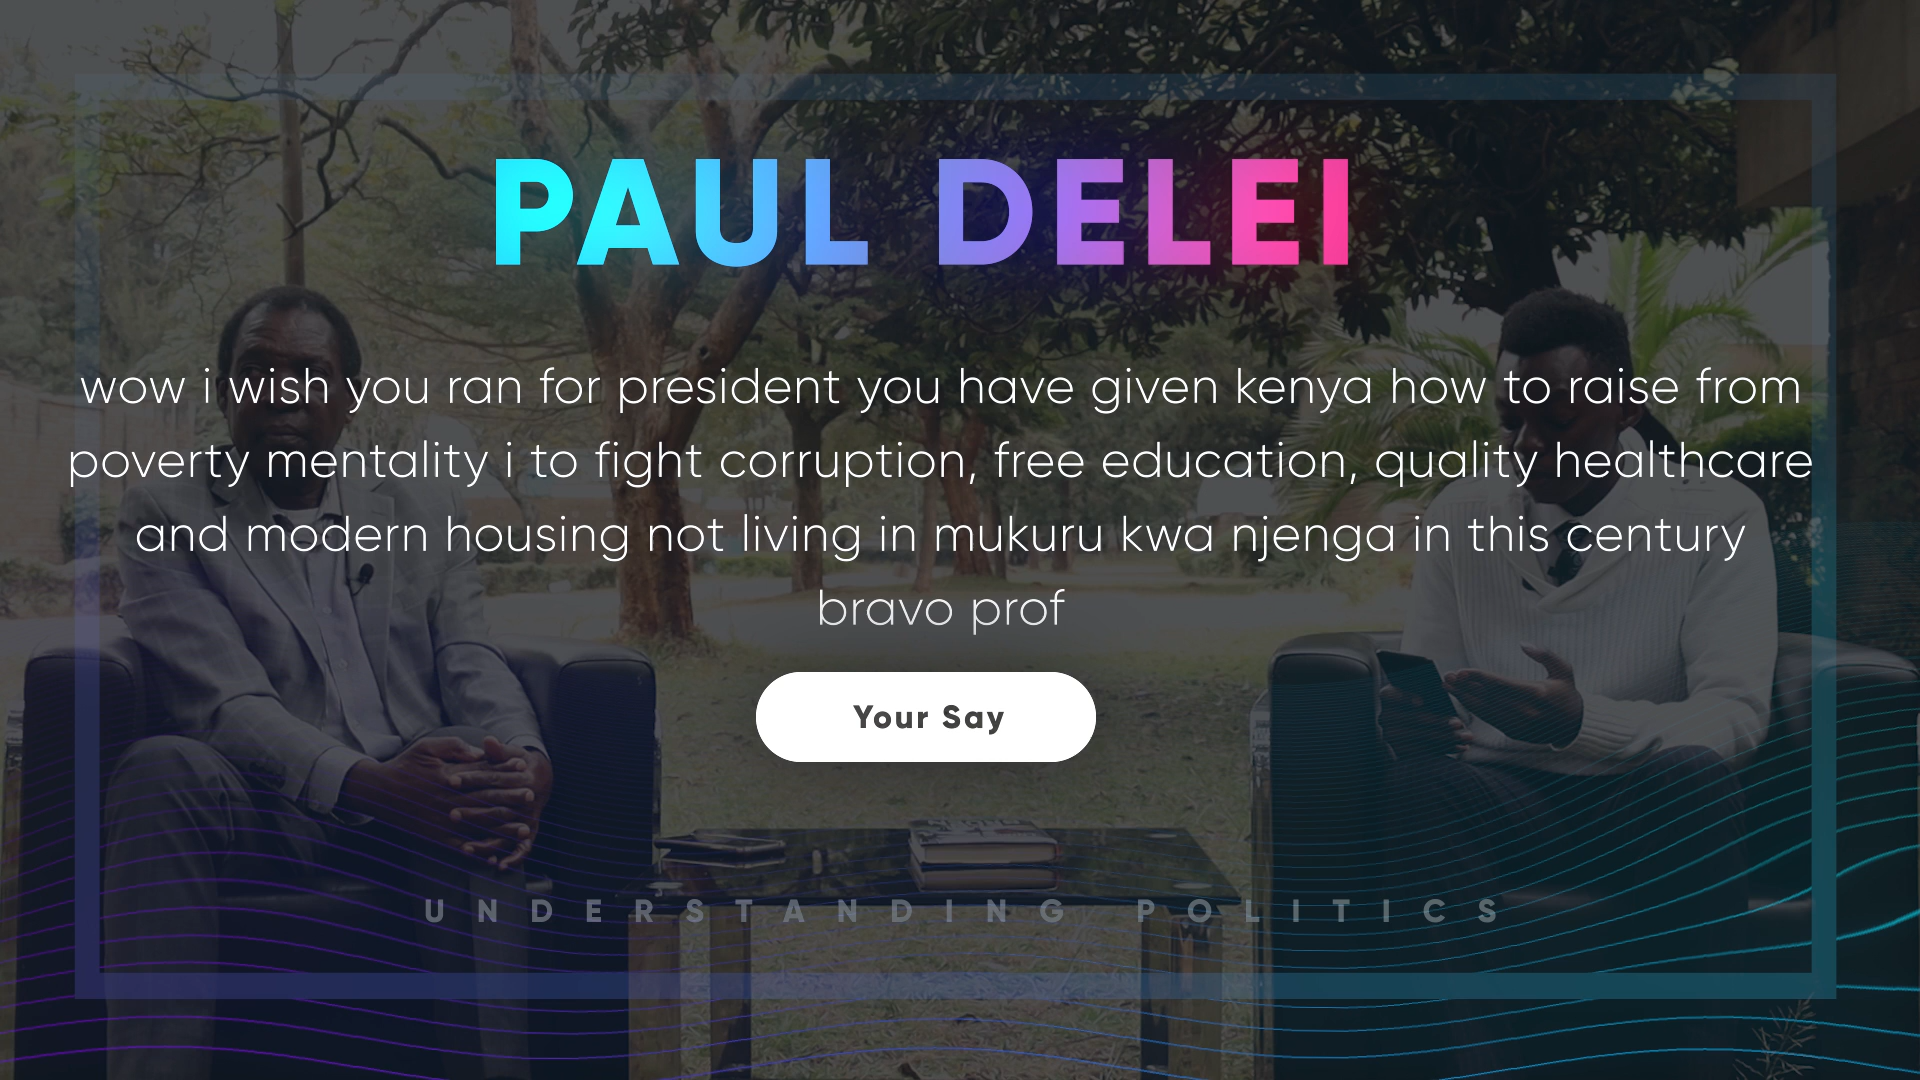 PAUL DELEI
wow i wish you ran for president you have given kenya how to raise from
poverty mentality i to fight corruption, free education, quality healthcare
and modern housing not living in mukuru kwa njenga in this century
bravo prof
Your Say
UNDERSTANDING POLITICS